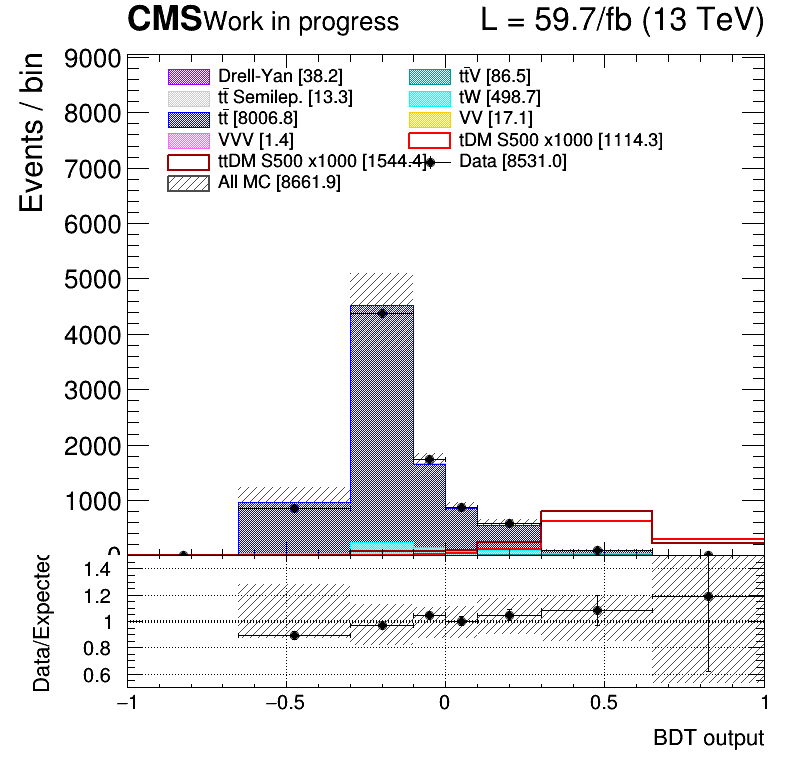 CMS Work in progress L = 59.7/fb (13 TeV)
Events / bin
9000
8000
7000
6000
5000
4000
3000
2000
1000
0
Drell-Yan [38.2] tt̄V [86.5]
tt̄ Semilep. [13.3] tW [498.7]
tt̄ [8006.8] VV [17.1]
VVV [1.4] tDM S500 x1000 [1114.3]
ttDM S500 x1000 [1544.4] Data [8531.0]
All MC [8661.9]
Data/Expected
1.4
1.2
1
0.8
0.6
−1 −0.5 0 0.5 1
BDT output